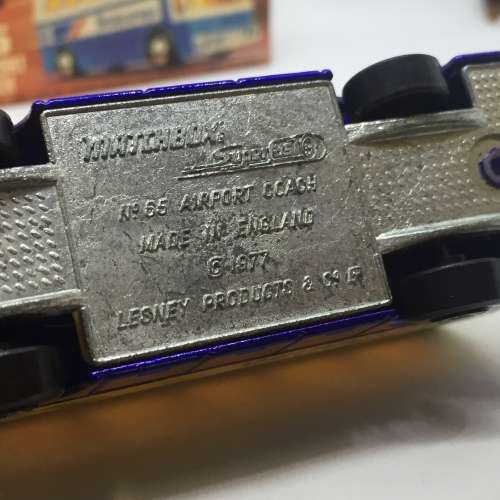 MATCHBOX
Superfast
Nº 65 AIRPORT COACH
MADE IN ENGLAND
© 1977
LESNEY PRODUCTS & Cº Lᵀᴰ